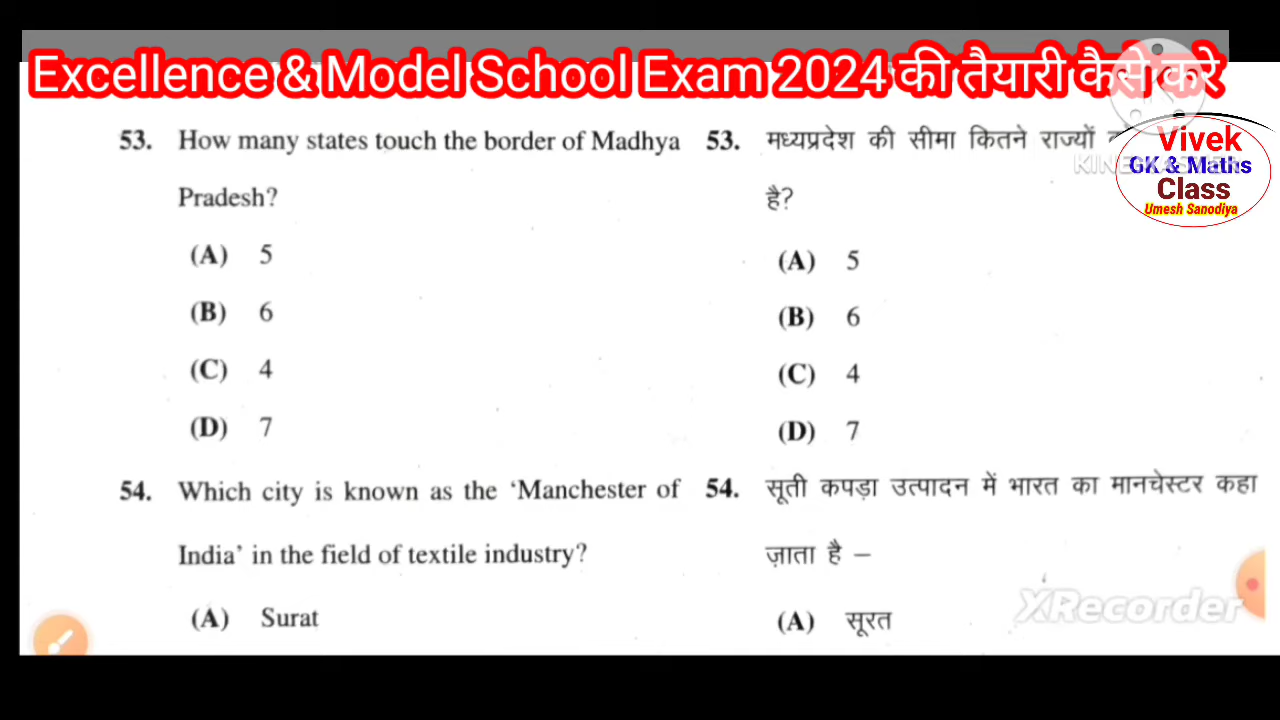 Excellence & Model School Exam 2024 की तैयारी कैसे करे
Vivek
GK & Maths
Class
Umesh Sanodiya
53. How many states touch the border of Madhya
Pradesh?
(A) 5
(B) 6
(C) 4
(D) 7
54. Which city is known as the ‘Manchester of
India’ in the field of textile industry?
(A) Surat
53. मध्यप्रदेश की सीमा कितने राज्यों
है?
(A) 5
(B) 6
(C) 4
(D) 7
54. सूती कपड़ा उत्पादन में भारत का मानचेस्टर कहा
ज़ाता है –
(A) सूरत
XRecorder